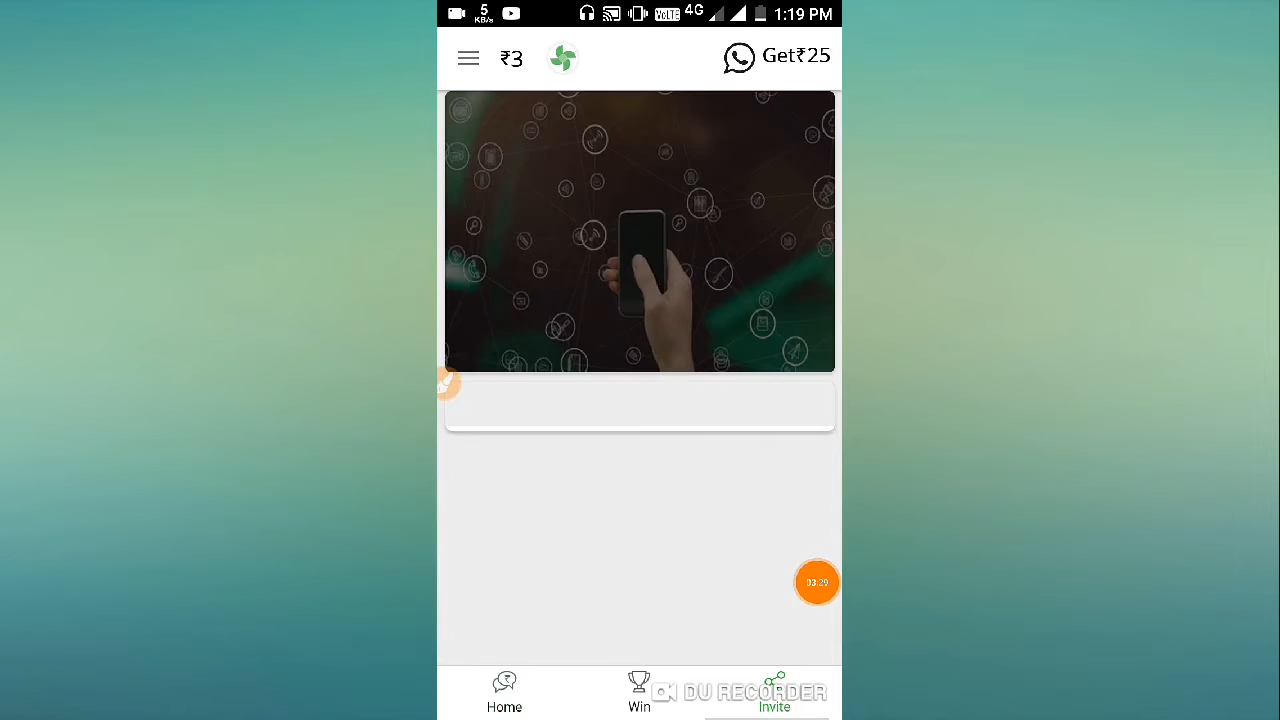 5
KB/s
VoLTE
4G
1:19 PM
₹3
Get₹25
03:29
Home
Win
Invite
DU RECORDER